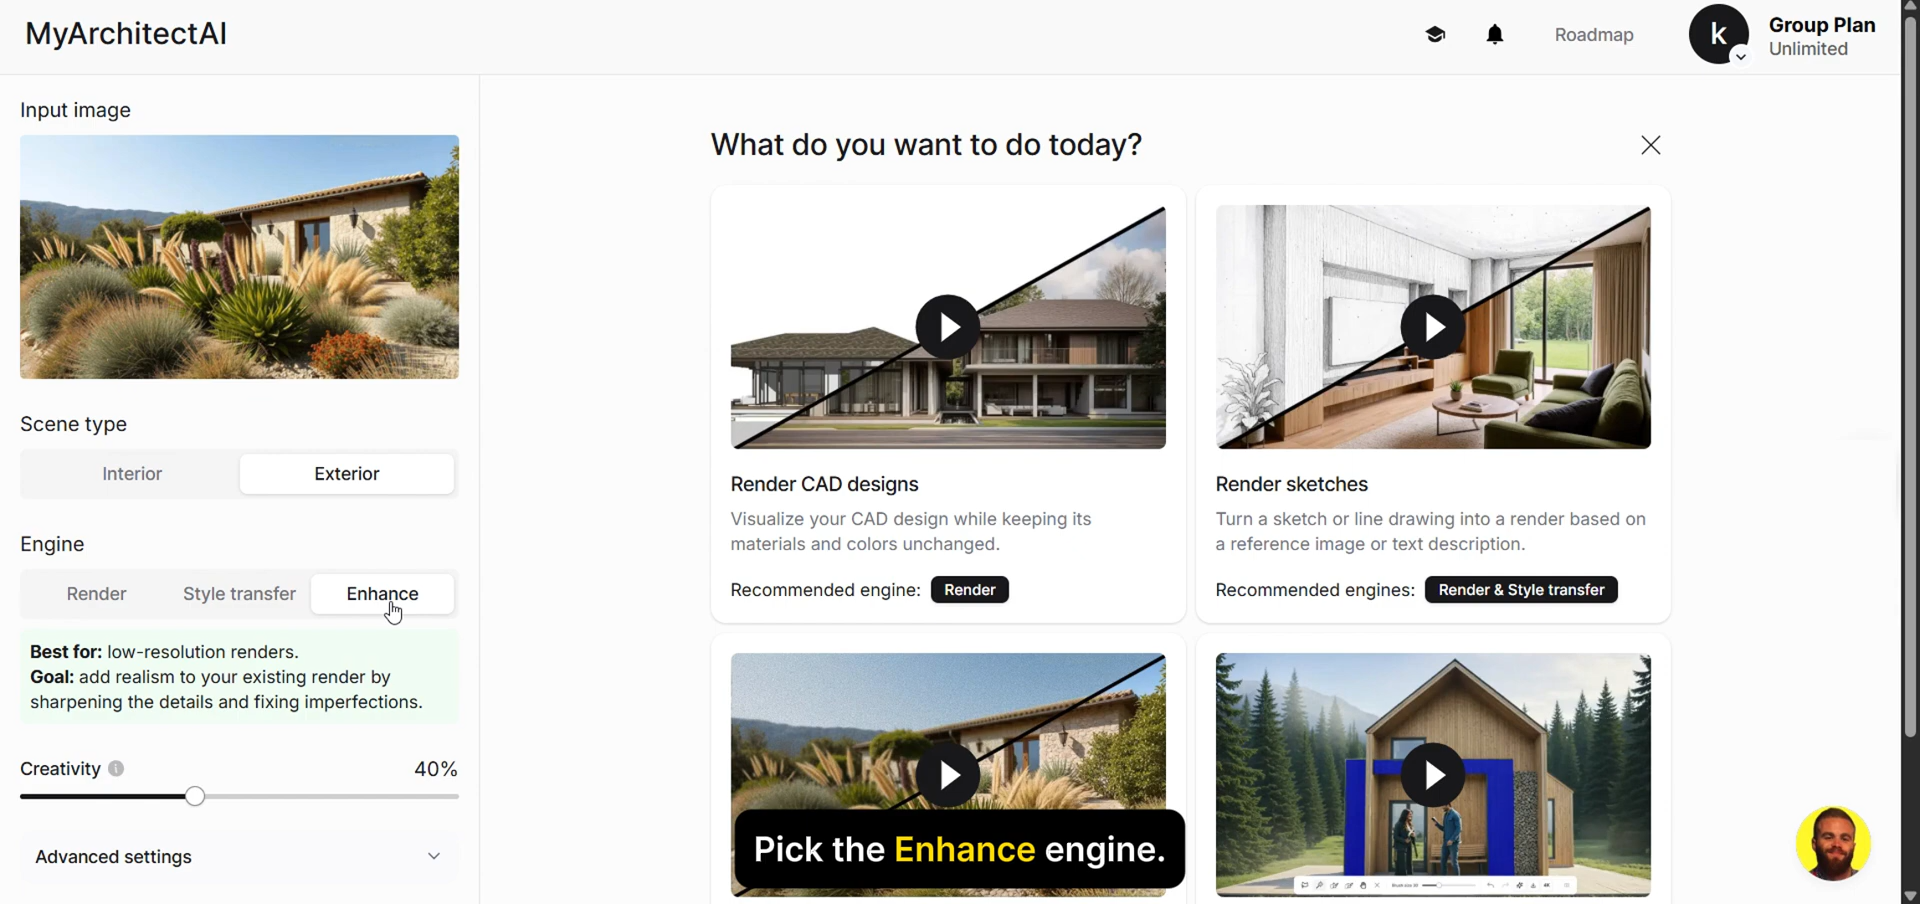 MyArchitectAI
Roadmap
k
Group Plan
Unlimited
Input image
Scene type
Interior
Exterior
Engine
Render
Style transfer
Enhance
Best for: low-resolution renders.
Goal: add realism to your existing render by
sharpening the details and fixing imperfections.
Creativity
40%
Advanced settings
What do you want to do today?
Render CAD designs
Visualize your CAD design while keeping its
materials and colors unchanged.
Recommended engine: Render
Render sketches
Turn a sketch or line drawing into a render based on
a reference image or text description.
Recommended engines: Render & Style transfer
Pick the Enhance engine.